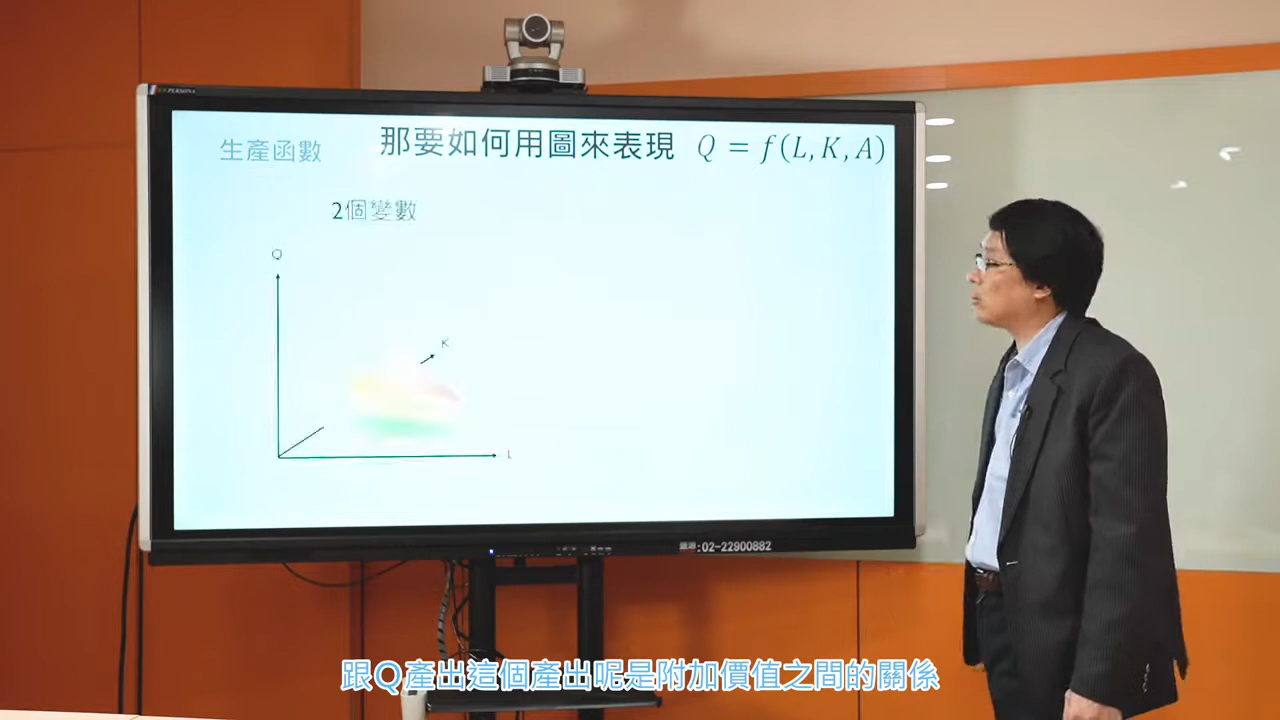 生產函數
那要如何用圖來表現 Q = f(L, K, A)
2個變數
Q
K
L
:02-22900882
跟Q產出這個產出呢是附加價值之間的關係